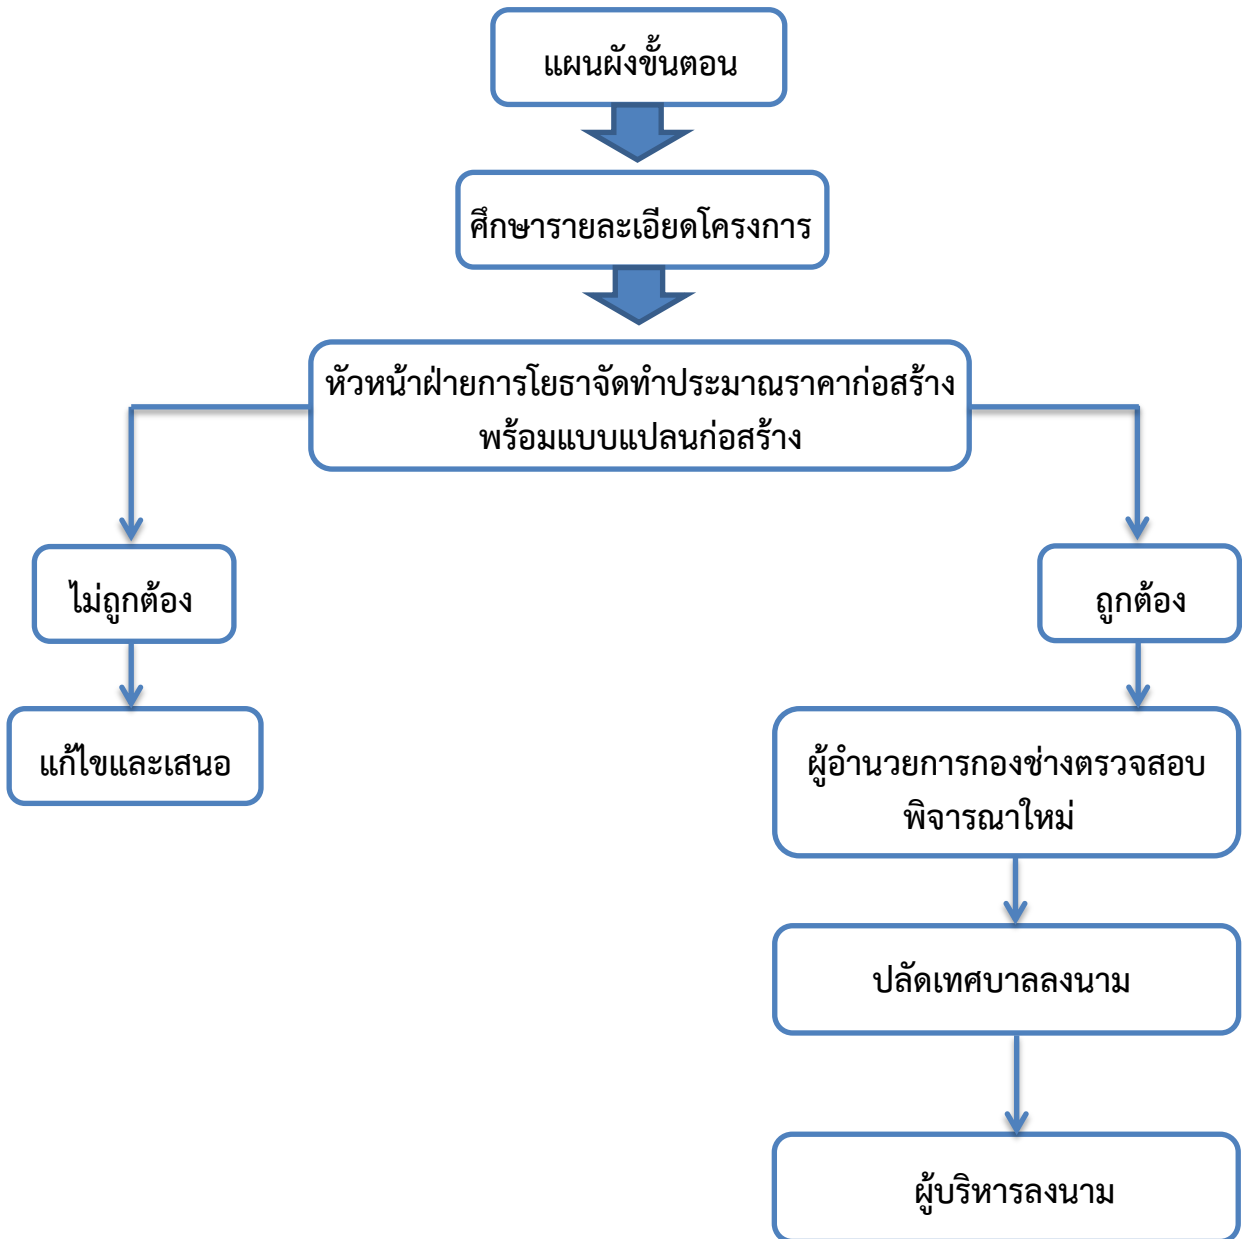 แผนผังขั้นตอน
ศึกษารายละเอียดโครงการ
หัวหน้าฝ่ายการโยธาจัดทำประมาณราคาก่อสร้าง
พร้อมแบบแปลนก่อสร้าง
ไม่ถูกต้อง
ถูกต้อง
แก้ไขและเสนอ
ผู้อำนวยการกองช่างตรวจสอบ
พิจารณาใหม่
ปลัดเทศบาลลงนาม
ผู้บริหารลงนาม